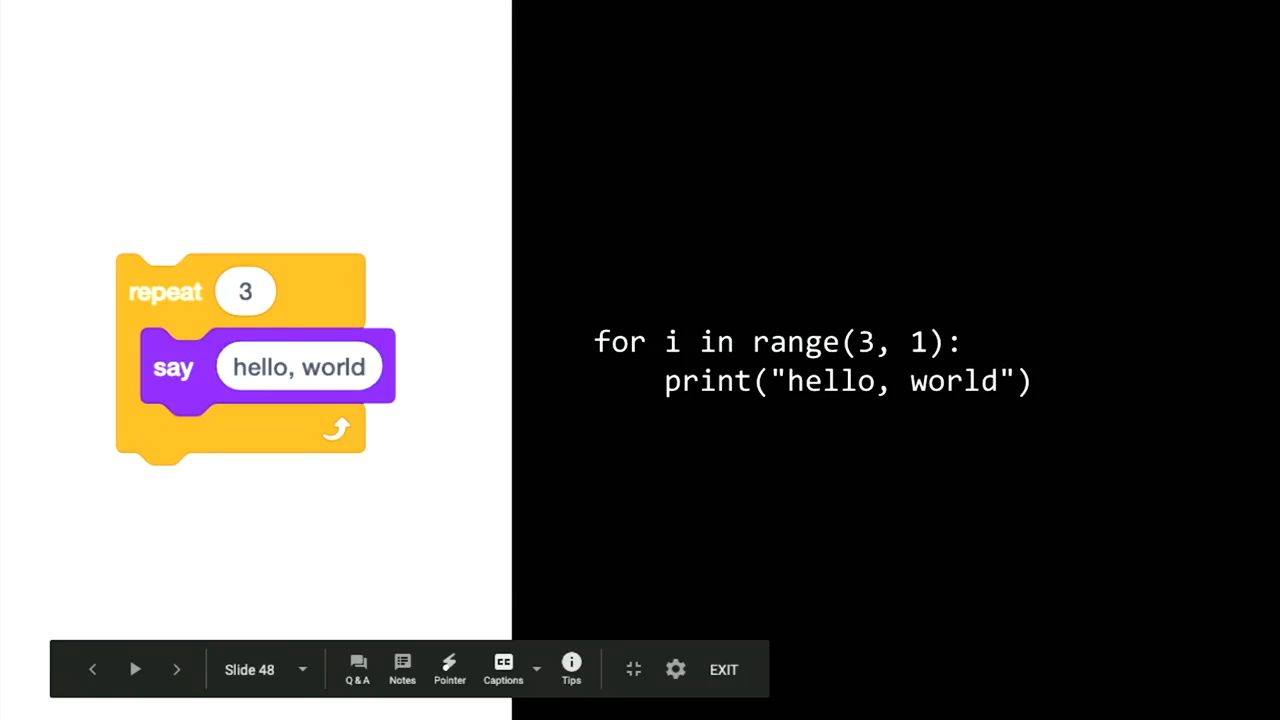 repeat 3
say hello, world
for i in range(3, 1):
    print("hello, world")
Slide 48
Q & A
Notes
Pointer
CC
Captions
Tips
EXIT